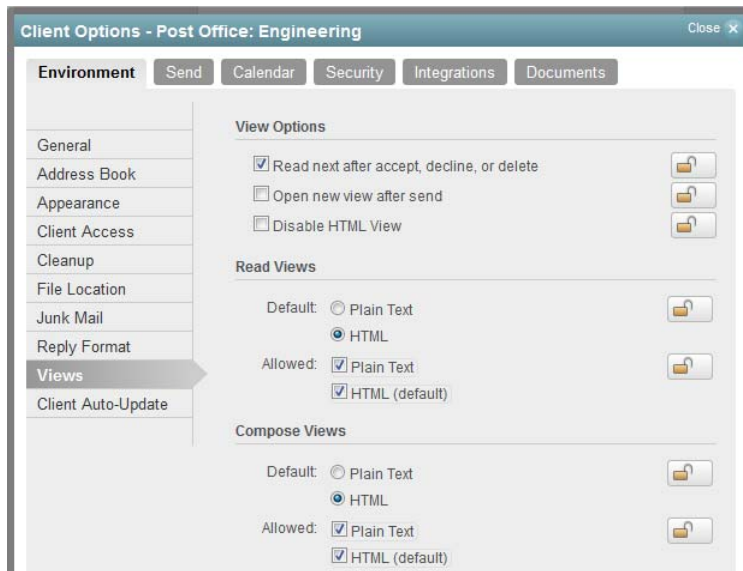 Client Options - Post Office: Engineering Close
Environment Send Calendar Security Integrations Documents
General
Address Book
Appearance
Client Access
Cleanup
File Location
Junk Mail
Reply Format
Views
Client Auto-Update
View Options
Read next after accept, decline, or delete
Open new view after send
Disable HTML View
Read Views
Default: Plain Text
HTML
Allowed: Plain Text
HTML (default)
Compose Views
Default: Plain Text
HTML
Allowed: Plain Text
HTML (default)